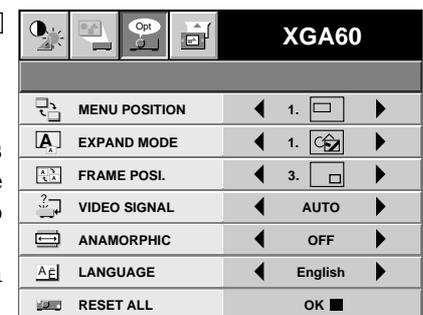 Opt
XGA60
MENU POSITION 1.
A A EXPAND MODE 1.
FRAME POSI. 3.
? VIDEO SIGNAL AUTO
ANAMORPHIC OFF
AÉ LANGUAGE English
RESET ALL OK